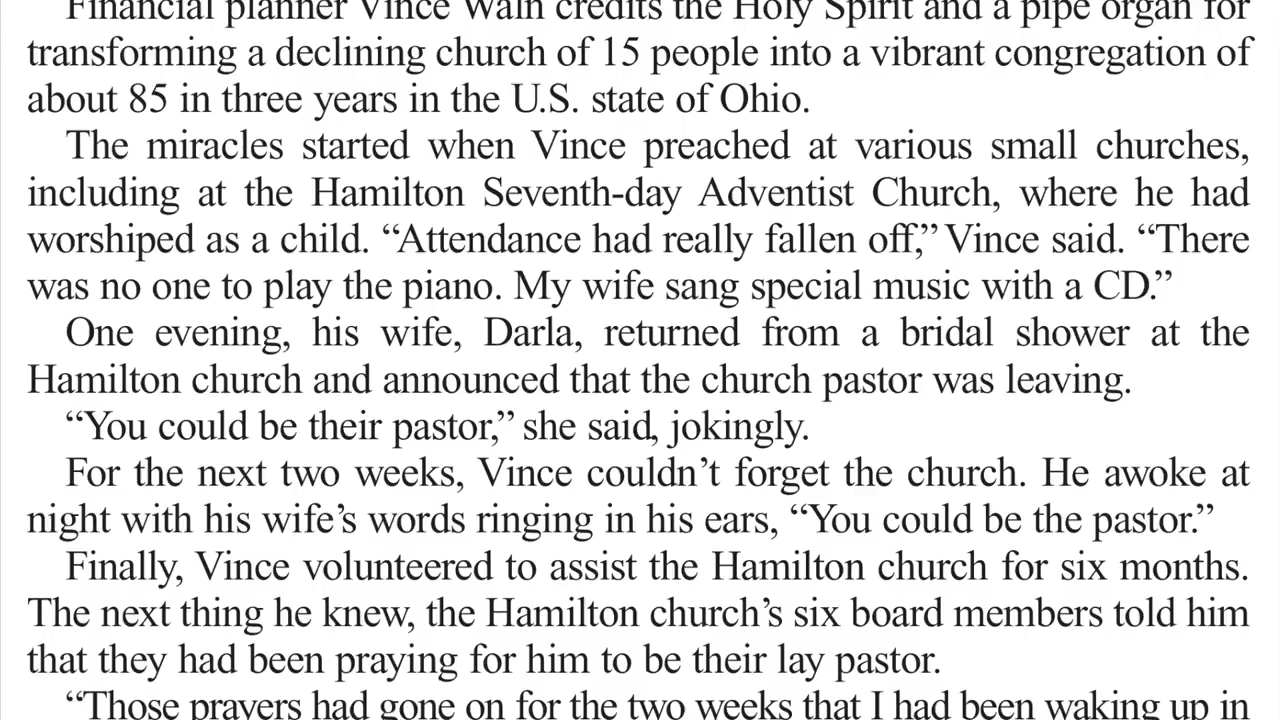 Financial planner Vince Waln credits the Holy Spirit and a pipe organ for
transforming a declining church of 15 people into a vibrant congregation of
about 85 in three years in the U.S. state of Ohio.
The miracles started when Vince preached at various small churches,
including at the Hamilton Seventh-day Adventist Church, where he had
worshiped as a child. “Attendance had really fallen off,” Vince said. “There
was no one to play the piano. My wife sang special music with a CD.”
One evening, his wife, Darla, returned from a bridal shower at the
Hamilton church and announced that the church pastor was leaving.
“You could be their pastor,” she said, jokingly.
For the next two weeks, Vince couldn’t forget the church. He awoke at
night with his wife’s words ringing in his ears, “You could be the pastor.”
Finally, Vince volunteered to assist the Hamilton church for six months.
The next thing he knew, the Hamilton church’s six board members told him
that they had been praying for him to be their lay pastor.
“Those prayers had gone on for the two weeks that I had been waking up in